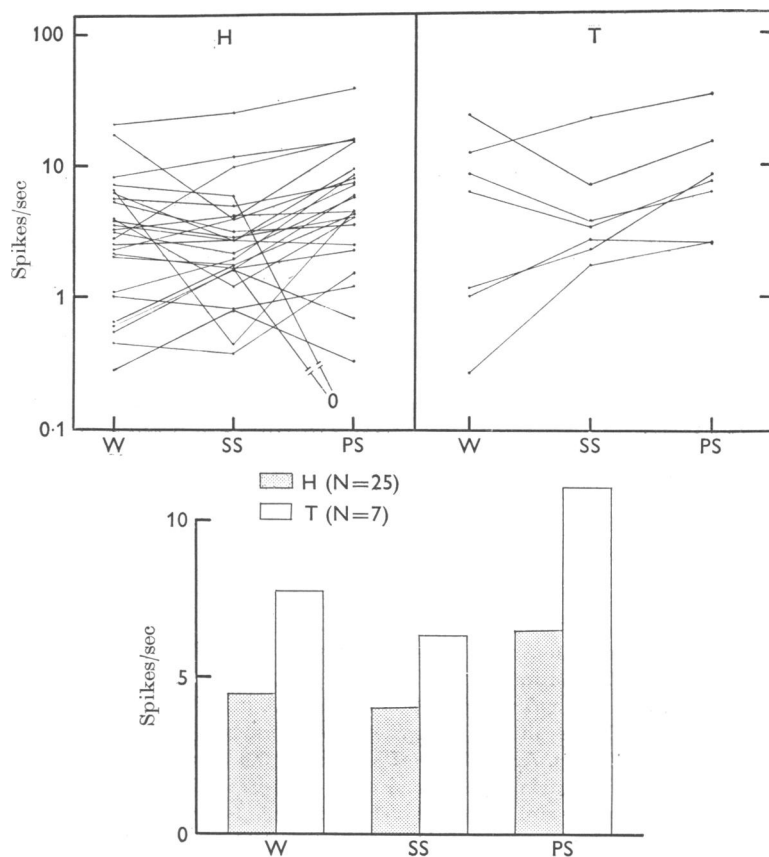 100
H
T
10
Spikes/sec
1
0
0·1
W
SS
PS
W
SS
PS
H (N=25)
T (N=7)
10
Spikes/sec
5
0
W
SS
PS